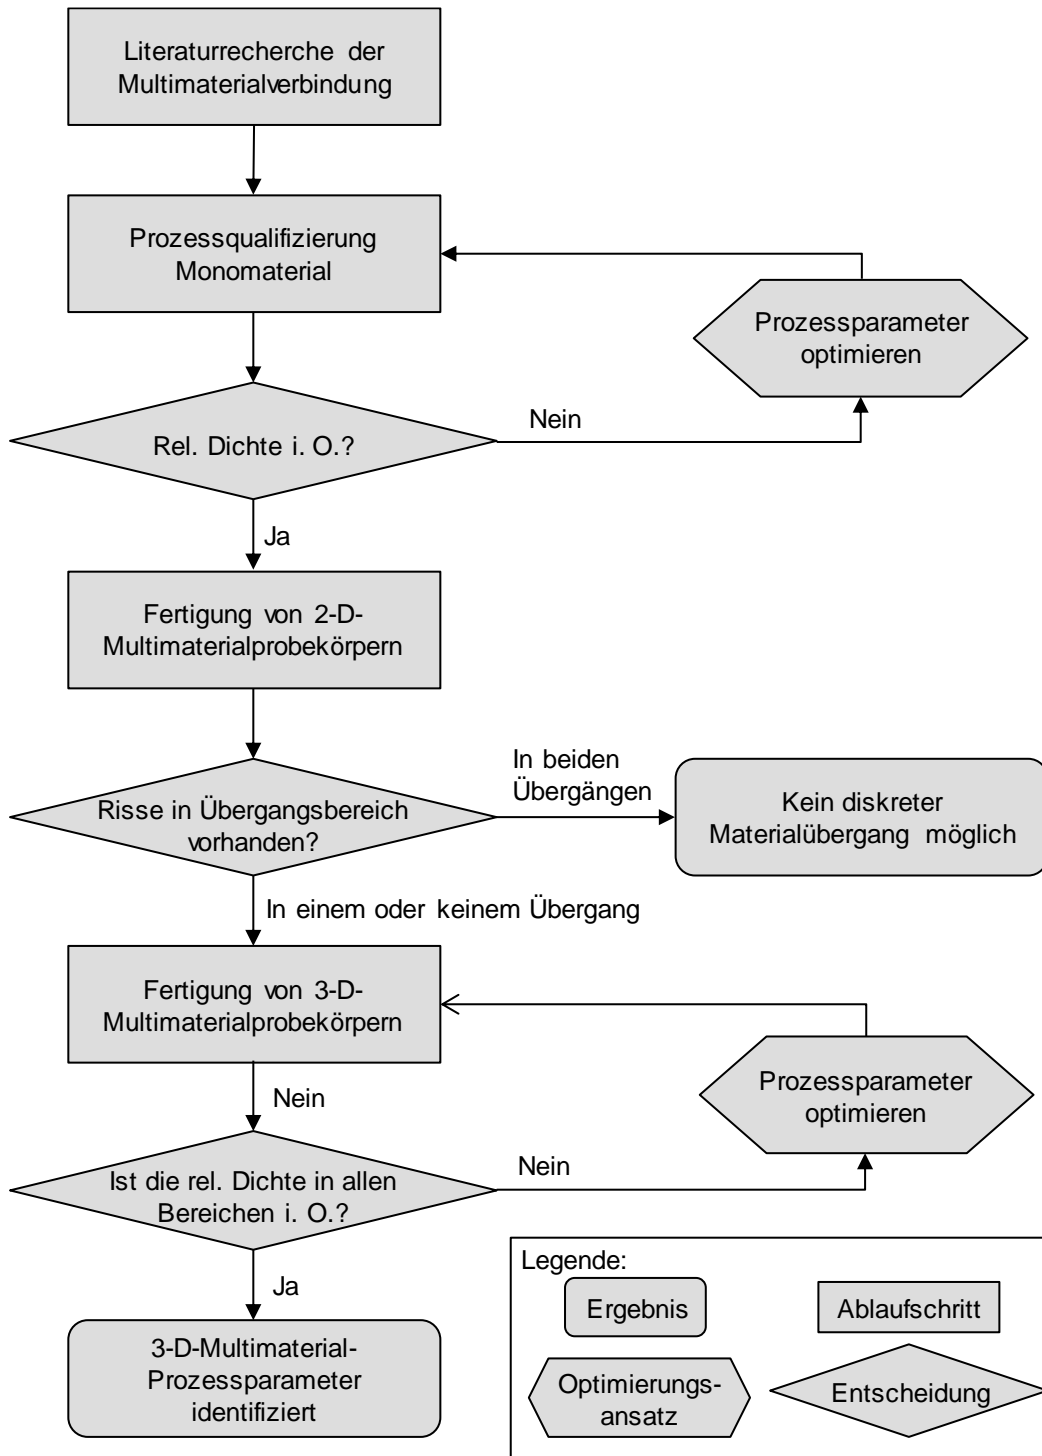 Literaturrecherche der
Multimaterialverbindung
Prozessqualifizierung
Monomaterial
Prozessparameter
optimieren
Rel. Dichte i. O.?
Nein
Ja
Fertigung von 2-D-
Multimaterialprobekörpern
Risse in Übergangsbereich
vorhanden?
In beiden
Übergängen
Kein diskreter
Materialübergang möglich
In einem oder keinem Übergang
Fertigung von 3-D-
Multimaterialprobekörpern
Prozessparameter
optimieren
Nein
Ist die rel. Dichte in allen
Bereichen i. O.?
Nein
Ja
3-D-Multimaterial-
Prozessparameter
identifiziert
Legende:
Ergebnis
Ablaufschritt
Optimierungs-
ansatz
Entscheidung